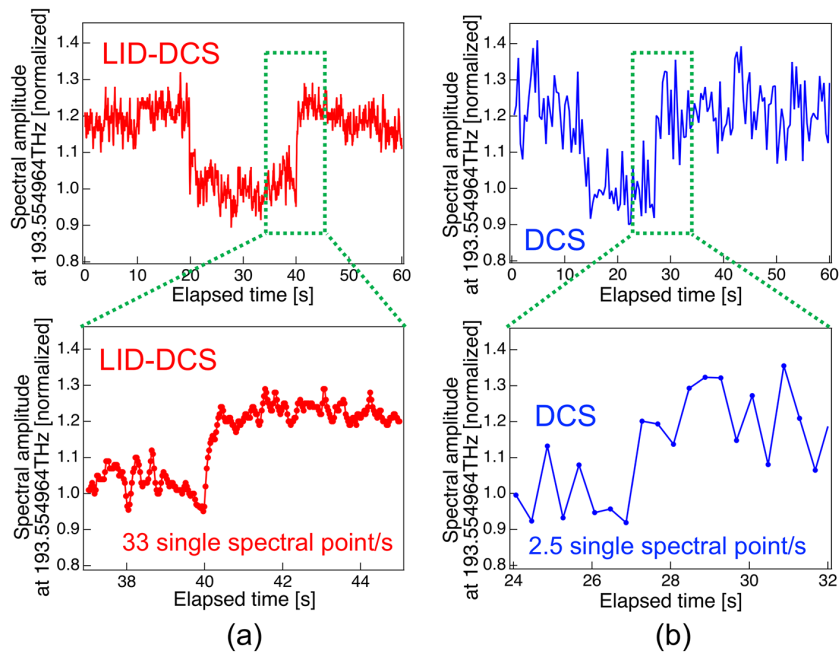 Spectral amplitude
at 193.554964THz [normalized]
1.4
1.3
1.2
1.1
1.0
0.9
0.8
LID-DCS
0 10 20 30 40 50 60
Elapsed time [s]
Spectral amplitude
at 193.554964THz [normalized]
1.4
1.3
1.2
1.1
1.0
0.9
0.8
DCS
0 10 20 30 40 50 60
Elapsed time [s]
Spectral amplitude
at 193.554964THz [normalized]
1.4
1.3
1.2
1.1
1.0
0.9
0.8
LID-DCS
33 single spectral point/s
38 40 42 44
Elapsed time [s]
(a)
Spectral amplitude
at 193.554964THz [normalized]
1.4
1.3
1.2
1.1
1.0
0.9
0.8
DCS
2.5 single spectral point/s
24 26 28 30 32
Elapsed time [s]
(b)